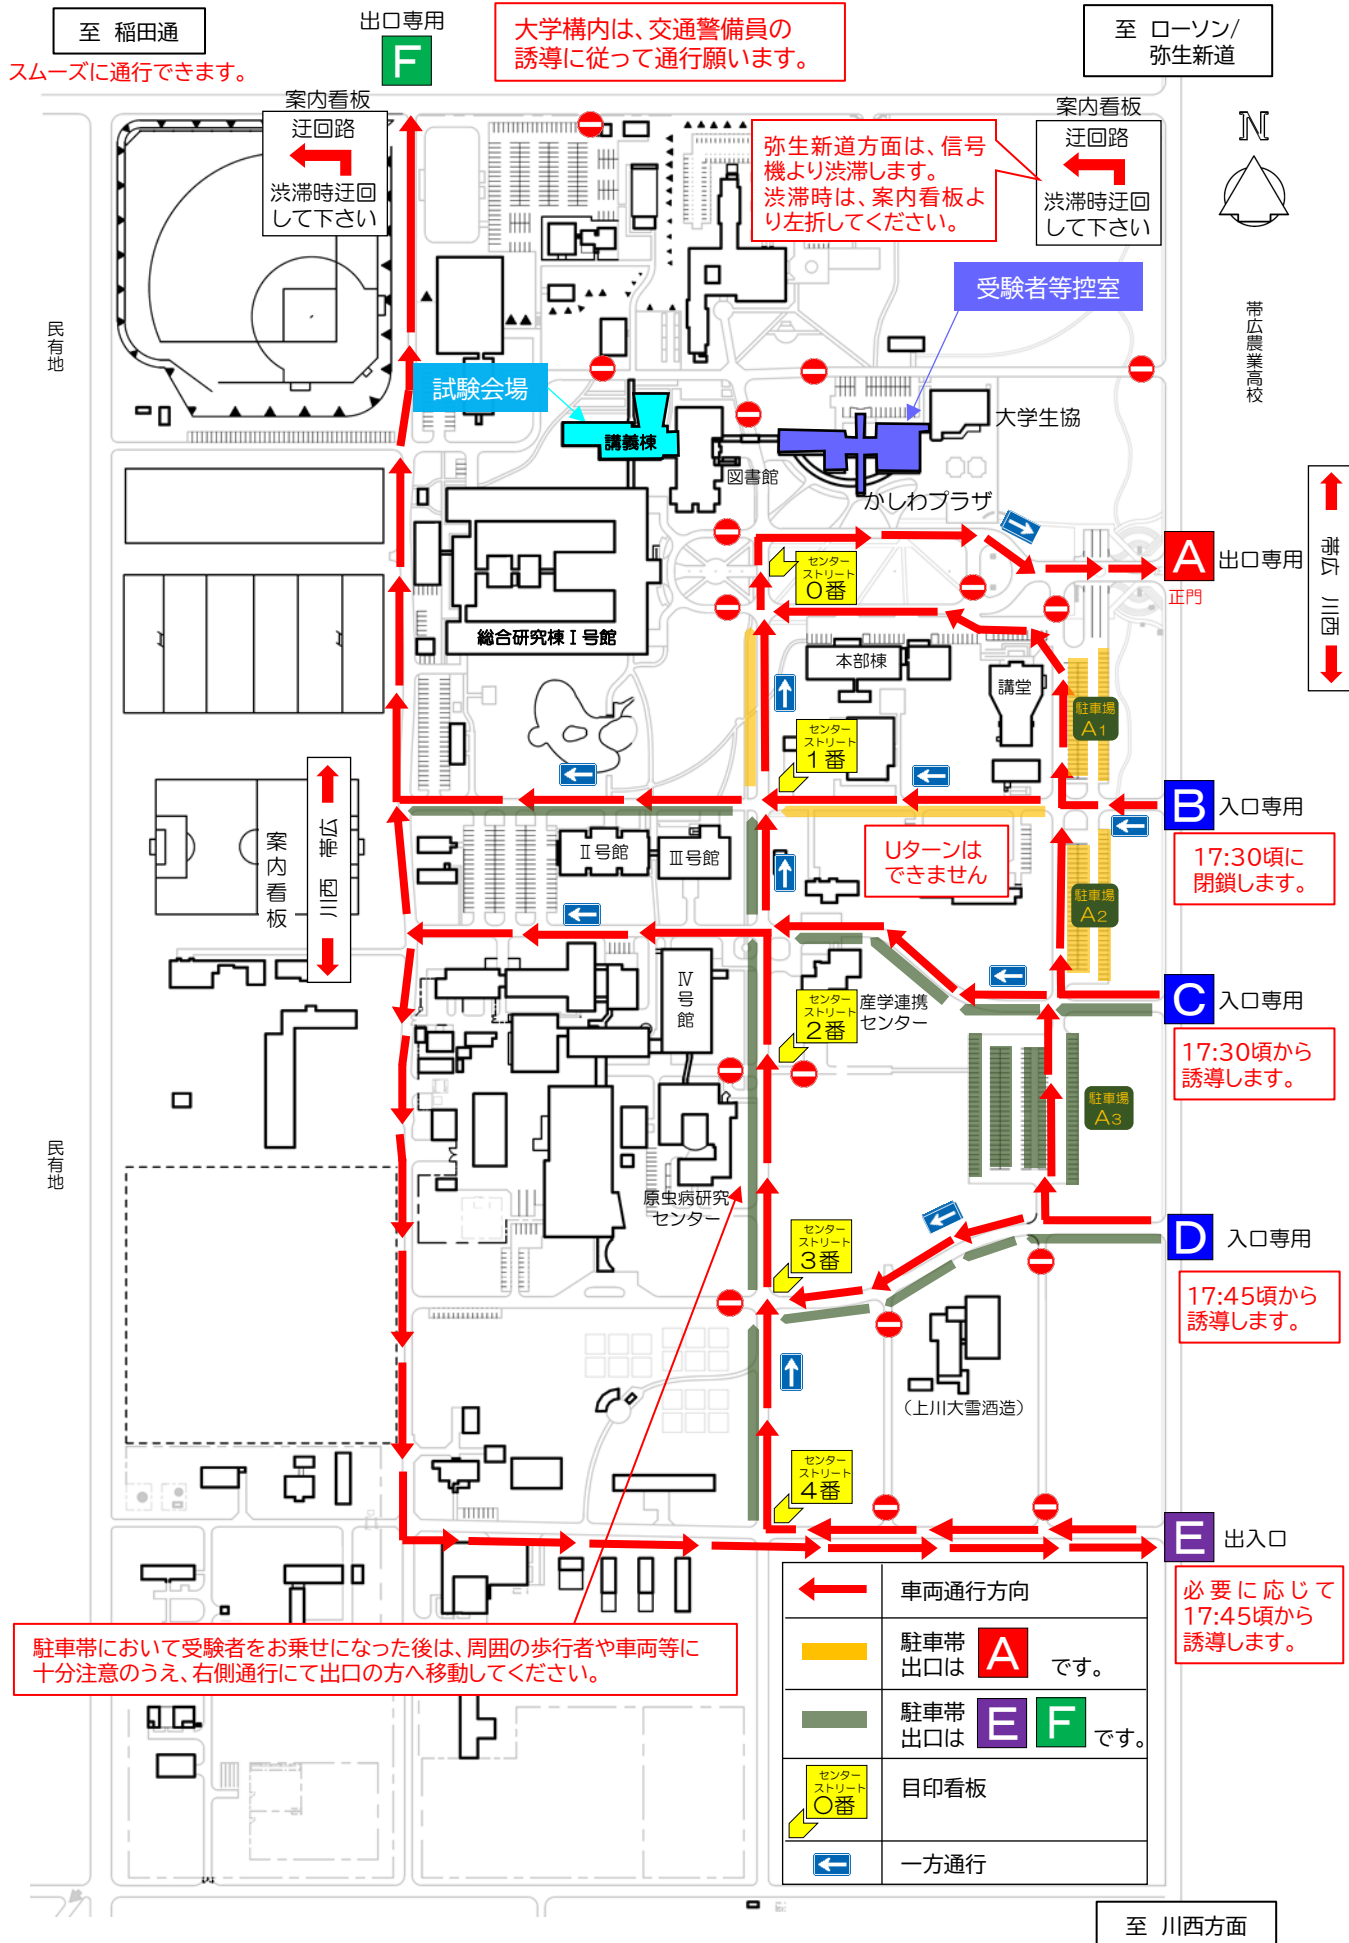 至 稲田通
スムーズに通行できます。
出口専用
F
大学構内は、交通警備員の
誘導に従って通行願います。
至 ローソン/
弥生新道
案内看板
迂回路
渋滞時迂回
して下さい
弥生新道方面は、信号
機より渋滞します。
渋滞時は、案内看板よ
り左折してください。
案内看板
迂回路
渋滞時迂回
して下さい
N
受験者等控室
民有地
帯広農業高校
試験会場
講義棟
図書館
大学生協
かしわプラザ
帯広
川西
A
出口専用
正門
センター
ストリート
0番
総合研究棟Ⅰ号館
本部棟
講堂
駐車場
A1
センター
ストリート
1番
B
入口専用
17:30頃に
閉鎖します。
案内看板
帯広
川西
Ⅱ号館
Ⅲ号館
Uターンは
できません
駐車場
A2
Ⅳ号館
センター
ストリート
2番
産学連携
センター
C
入口専用
17:30頃から
誘導します。
駐車場
A3
民有地
原虫病研究
センター
センター
ストリート
3番
D
入口専用
17:45頃から
誘導します。
(上川大雪酒造)
センター
ストリート
4番
E
出入口
必要に応じて
17:45頃から
誘導します。
駐車帯において受験者をお乗せになった後は、周囲の歩行者や車両等に
十分注意のうえ、右側通行にて出口の方へ移動してください。
車両通行方向
駐車帯
出口は A です。
駐車帯
出口は E F です。
センター
ストリート
〇番
目印看板
一方通行
至 川西方面